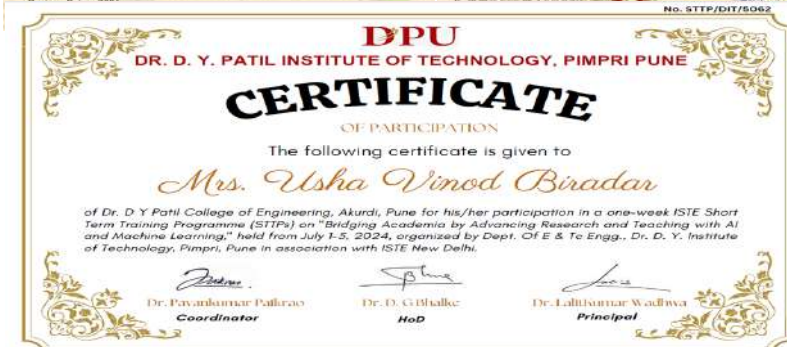 No. STTP/DIT/5062
DPU
DR. D. Y. PATIL INSTITUTE OF TECHNOLOGY, PIMPRI PUNE
CERTIFICATE
OF PARTICIPATION
The following certificate is given to
Mrs. Usha Vinod Biradar
of Dr. D Y Patil College of Engineering, Akurdi, Pune for his/her participation in a one-week ISTE Short
Term Training Programme (STTPs) on "Bridging Academia by Advancing Research and Teaching with AI
and Machine Learning," held from July 1-5, 2024, organized by Dept. Of E & Tc Engg., Dr. D. Y. Institute
of Technology, Pimpri, Pune in association with ISTE New Delhi.
Dr. Pavankumar Patkrao Dr. D. G Bhalke Dr. Lalitkumar Wadhwa
Coordinator HoD Principal